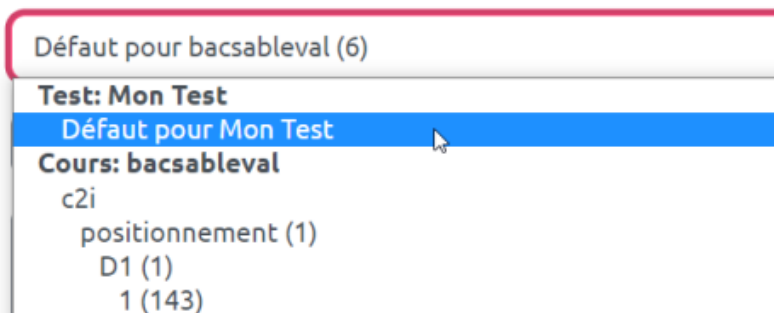 Défaut pour bacsableval (6)
Test: Mon Test
Défaut pour Mon Test
Cours: bacsableval
c2i
positionnement (1)
D1 (1)
1 (143)